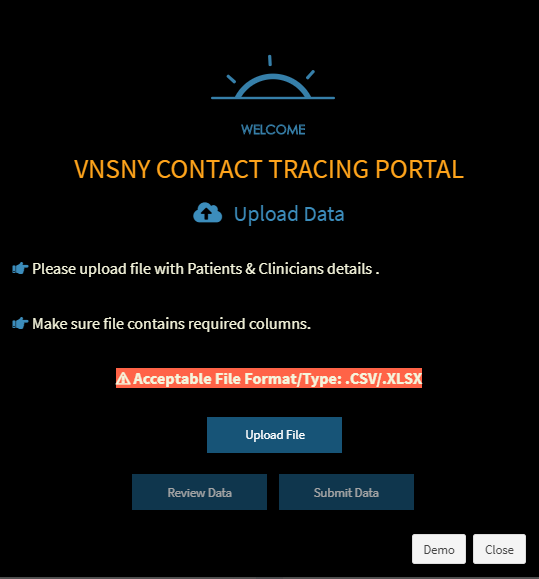 WELCOME
VNSNY CONTACT TRACING PORTAL
Upload Data
Please upload file with Patients & Clinicians details .
Make sure file contains required columns.
Acceptable File Format/Type: .CSV/.XLSX
Upload File
Review Data Submit Data
Demo Close